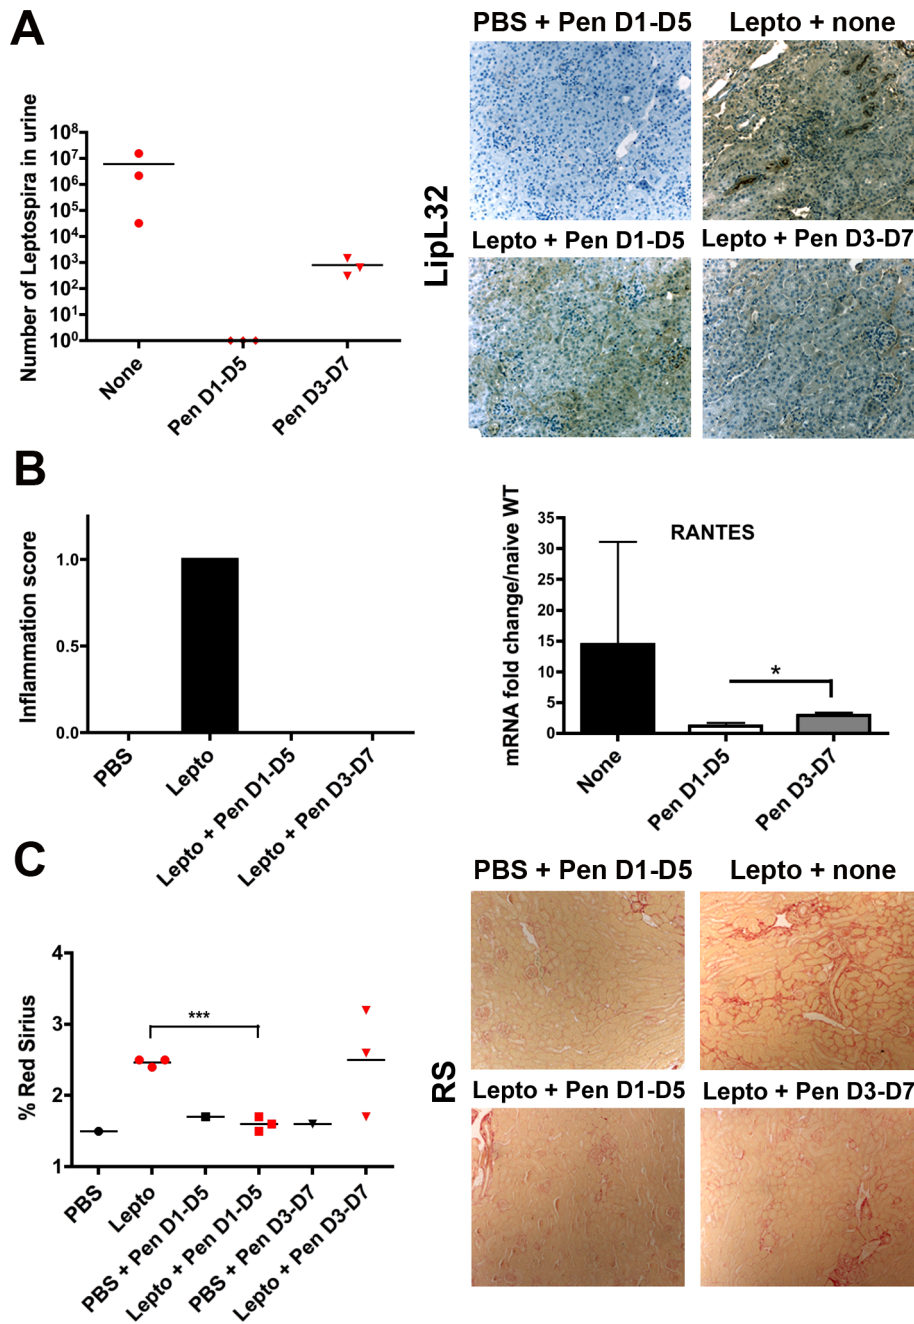 A
PBS + Pen D1-D5
Lepto + none
Number of Leptospira in urine
10⁸
10⁷
10⁶
10⁵
10⁴
10³
10²
10¹
10⁰
None
Pen D1-D5
Pen D3-D7
LipL32
Lepto + Pen D1-D5
Lepto + Pen D3-D7
B
Inflammation score
1.0
0.5
0.0
PBS
Lepto
Lepto + Pen D1-D5
Lepto + Pen D3-D7
mRNA fold change/naive WT
RANTES
35
30
25
20
15
10
5
0
*
None
Pen D1-D5
Pen D3-D7
C
% Red Sirius
4
3
2
1
***
PBS
Lepto
PBS + Pen D1-D5
Lepto + Pen D1-D5
PBS + Pen D3-D7
Lepto + Pen D3-D7
PBS + Pen D1-D5
Lepto + none
RS
Lepto + Pen D1-D5
Lepto + Pen D3-D7